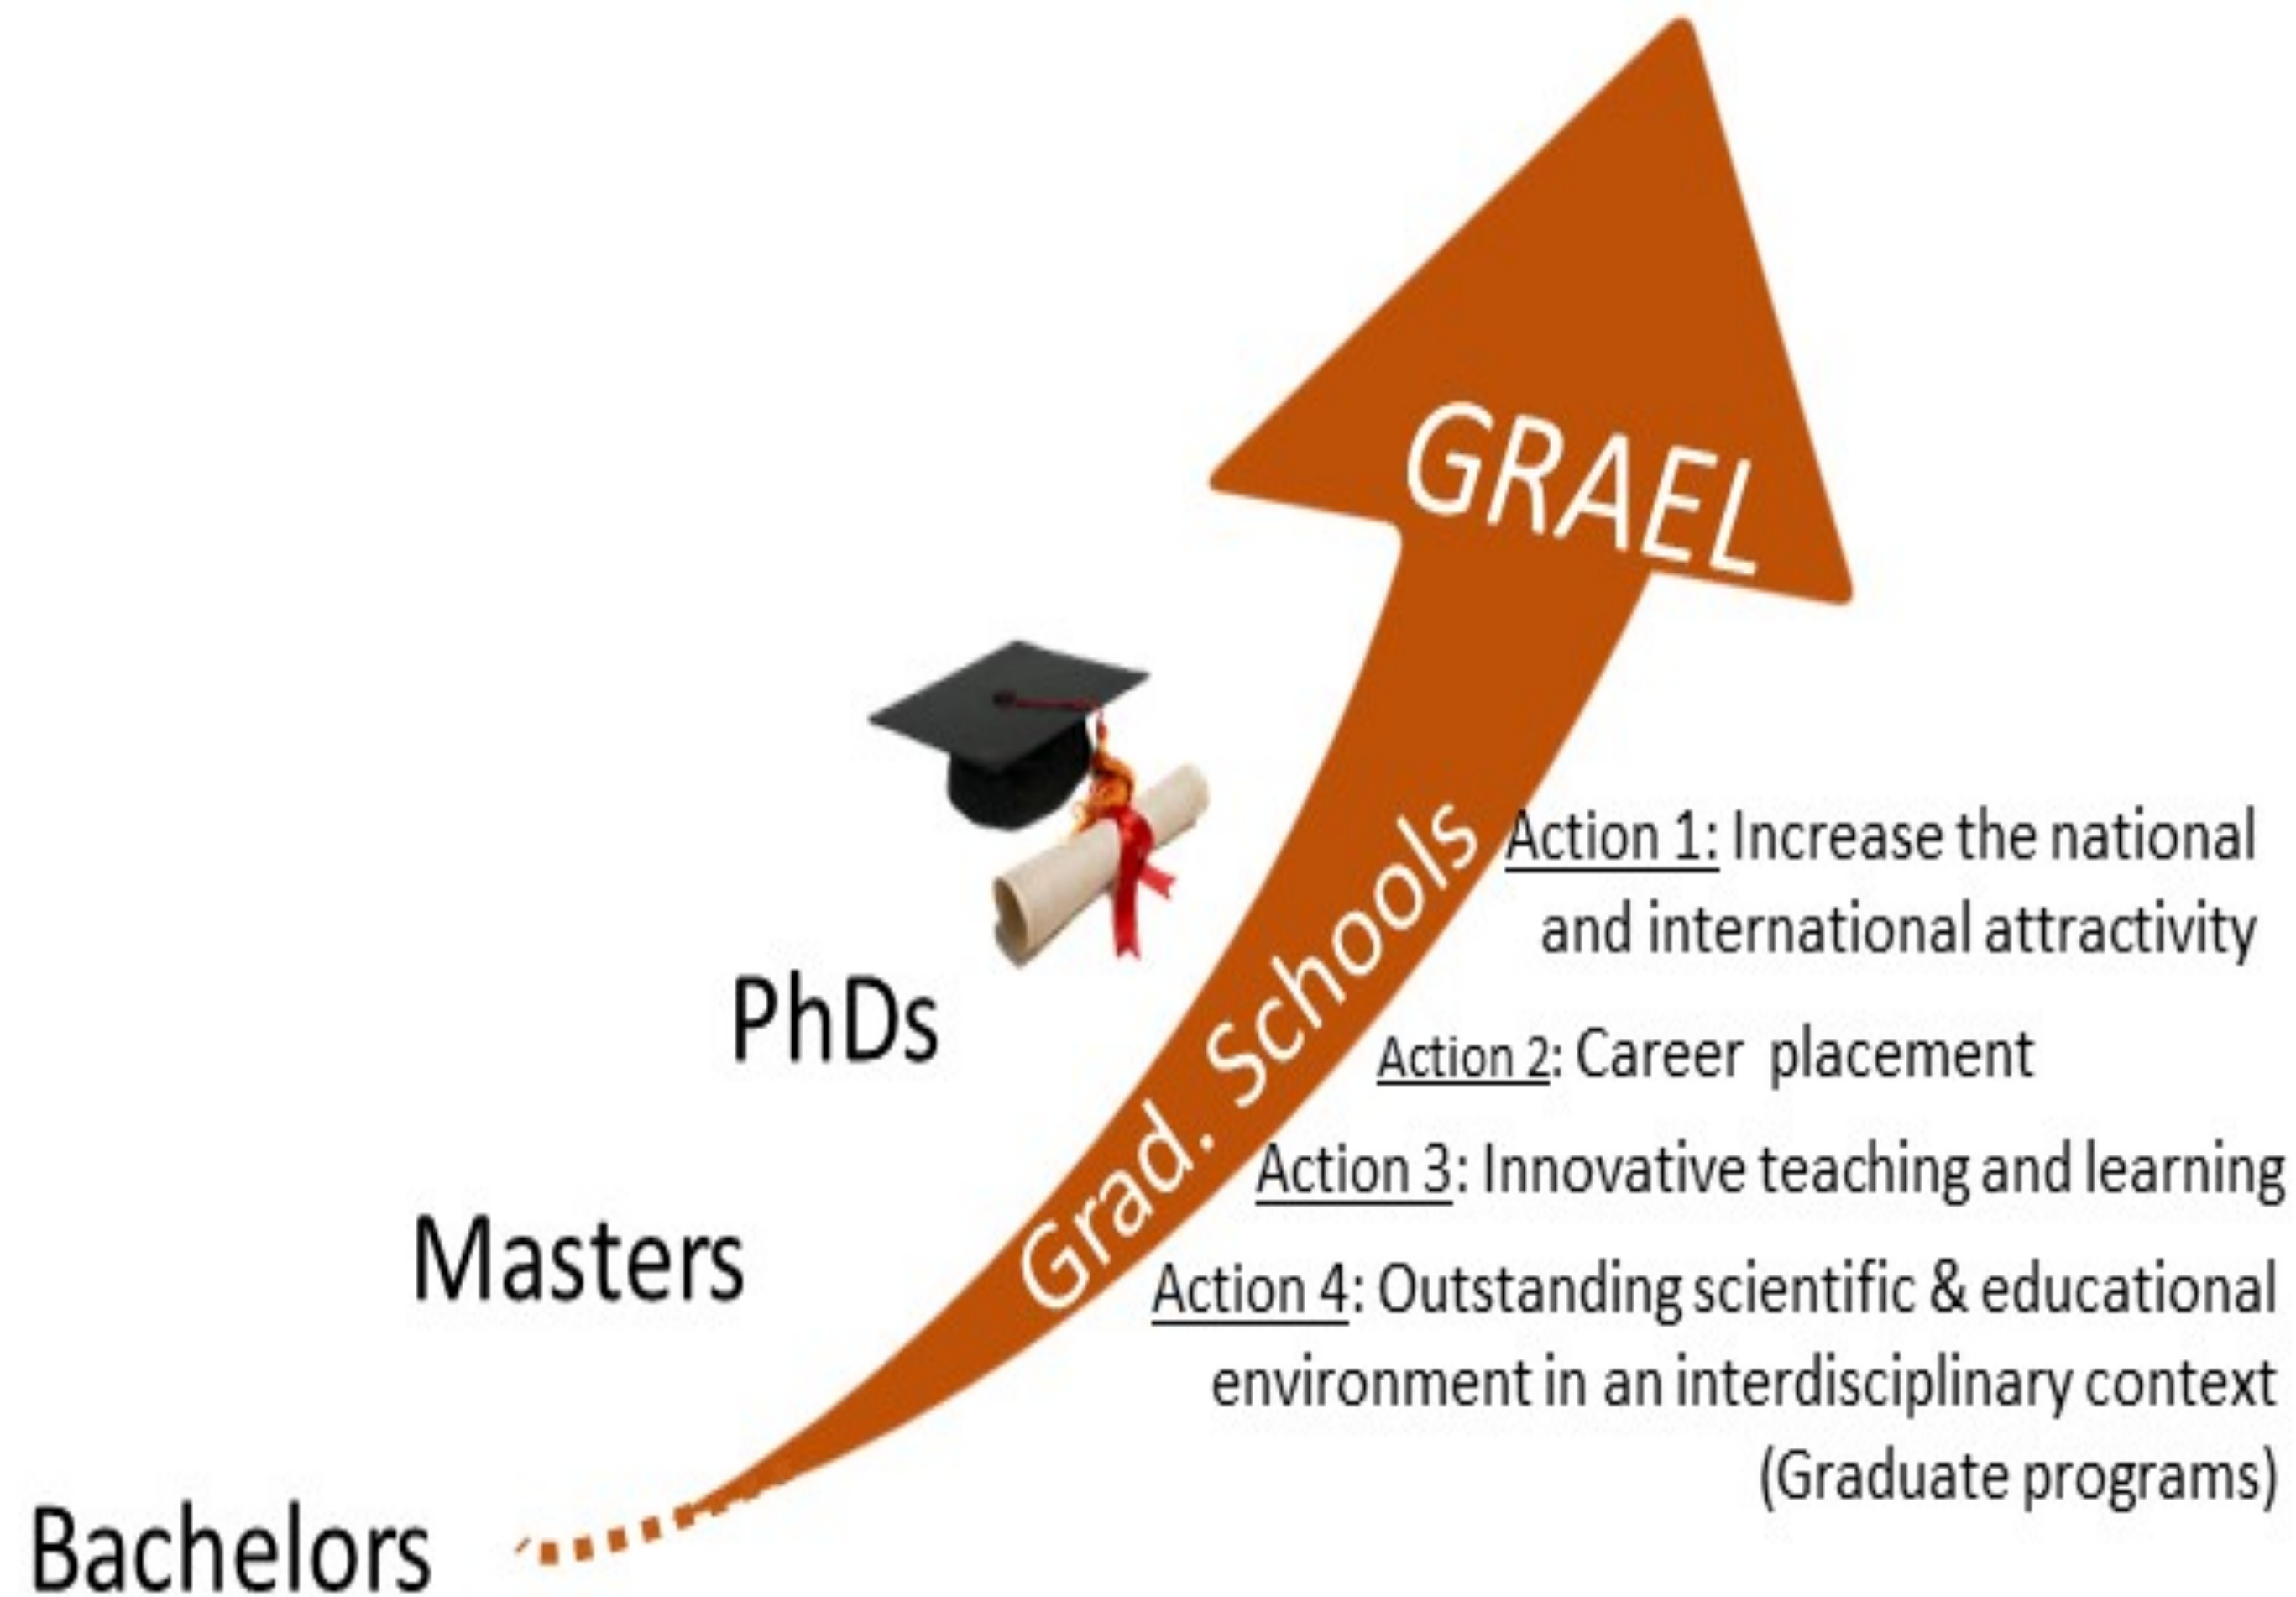 GRAEL
Grad. Schools
Action 1: Increase the national
and international attractivity
PhDs
Action 2: Career placement
Action 3: Innovative teaching and learning
Masters
Action 4: Outstanding scientific & educational
environment in an interdisciplinary context
(Graduate programs)
Bachelors